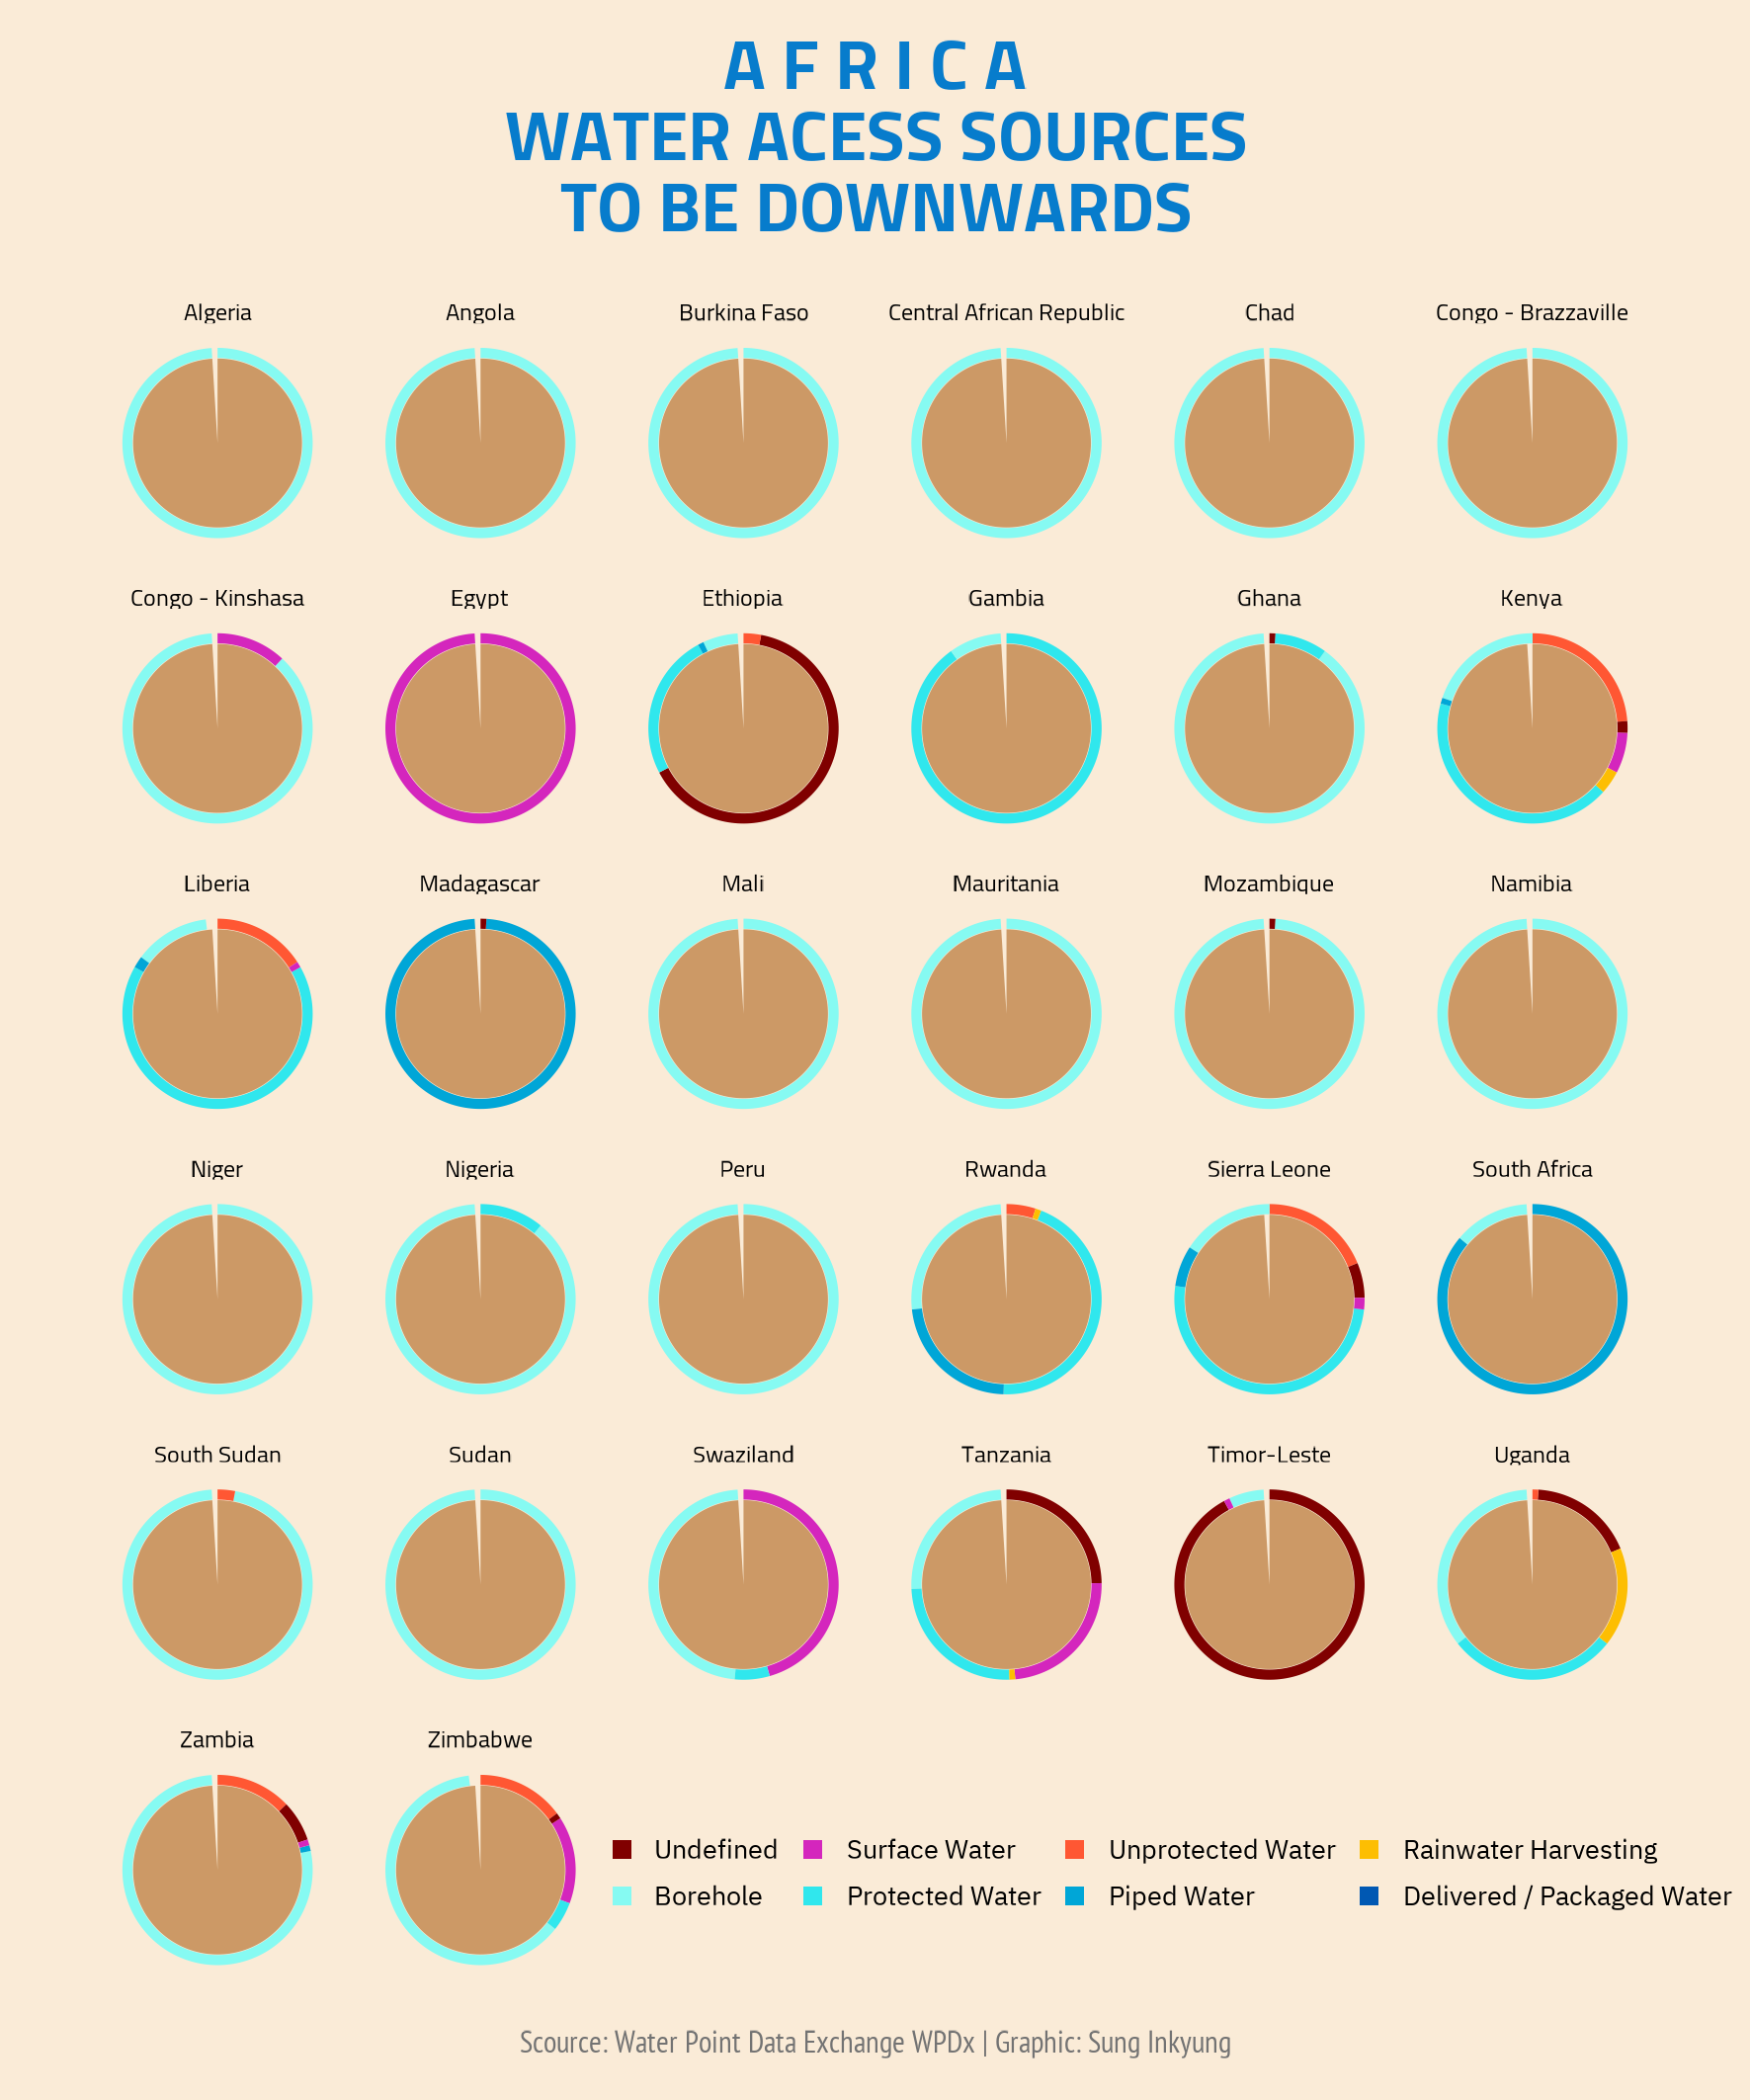 AFRICA
WATER ACESS SOURCES
TO BE DOWNWARDS
Algeria
Angola
Burkina Faso
Central African Republic
Chad
Congo - Brazzaville
Congo - Kinshasa
Egypt
Ethiopia
Gambia
Ghana
Kenya
Liberia
Madagascar
Mali
Mauritania
Mozambique
Namibia
Niger
Nigeria
Peru
Rwanda
Sierra Leone
South Africa
South Sudan
Sudan
Swaziland
Tanzania
Timor-Leste
Uganda
Zambia
Zimbabwe
Undefined
Surface Water
Unprotected Water
Rainwater Harvesting
Borehole
Protected Water
Piped Water
Delivered / Packaged Water
Scource: Water Point Data Exchange WPDx | Graphic: Sung Inkyung